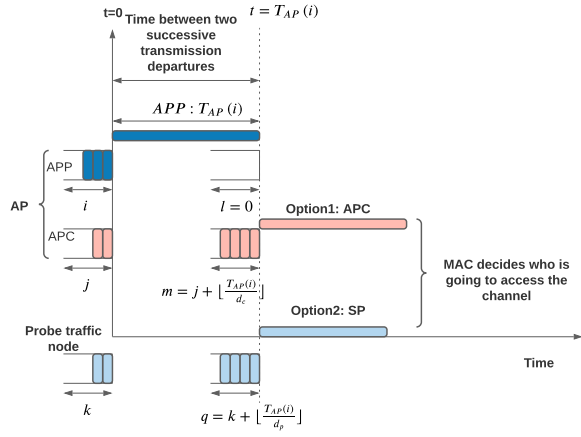 t=0
Time between two
successive
transmission
departures
t = T_AP (i)
APP : T_AP (i)
APP
AP
i
l = 0
Option1: APC
APC
MAC decides who is
going to access the
channel
j
m = j + ⌊T_AP(i)/d_c⌋
Option2: SP
Probe traffic
node
Time
k
q = k + ⌊T_AP(i)/d_p⌋